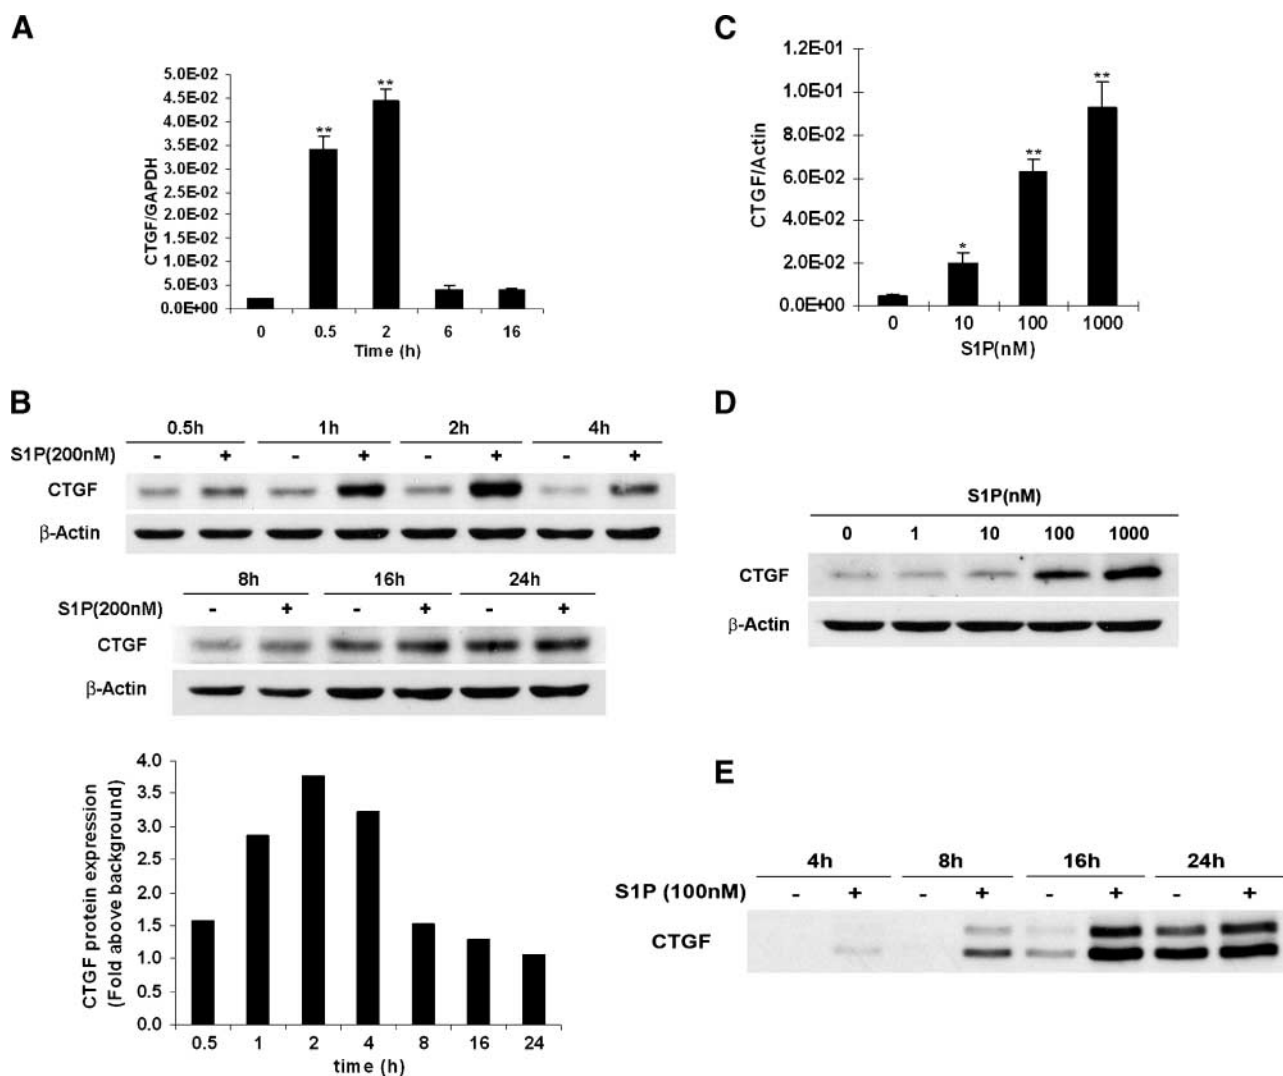 A
CTGF/GAPDH
5.0E-02
4.5E-02
4.0E-02
3.5E-02
3.0E-02
2.5E-02
2.0E-02
1.5E-02
1.0E-02
5.0E-03
0.0E+00
** **
0 0.5 2 6 16
Time (h)
C
CTGF/Actin
1.2E-01
1.0E-01
8.0E-02
6.0E-02
4.0E-02
2.0E-02
0.0E+00
* ** **
0 10 100 1000
S1P(nM)
B
0.5h 1h 2h 4h
S1P(200nM) - + - + - + - +
CTGF
β-Actin
8h 16h 24h
S1P(200nM) - + - + - +
CTGF
β-Actin
CTGF protein expression
(Fold above background)
4.0
3.5
3.0
2.5
2.0
1.5
1.0
0.5
0.0
0.5 1 2 4 8 16 24
time (h)
D
S1P(nM)
0 1 10 100 1000
CTGF
β-Actin
E
4h 8h 16h 24h
S1P (100nM) - + - + - + - +
CTGF